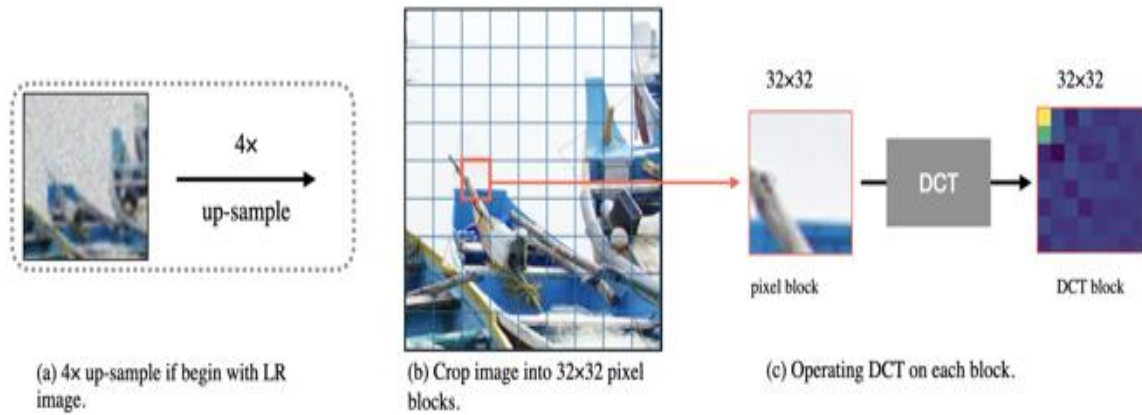 4×
up-sample
(a) 4× up-sample if begin with LR
image.
(b) Crop image into 32×32 pixel
blocks.
32×32
pixel block
DCT
32×32
DCT block
(c) Operating DCT on each block.